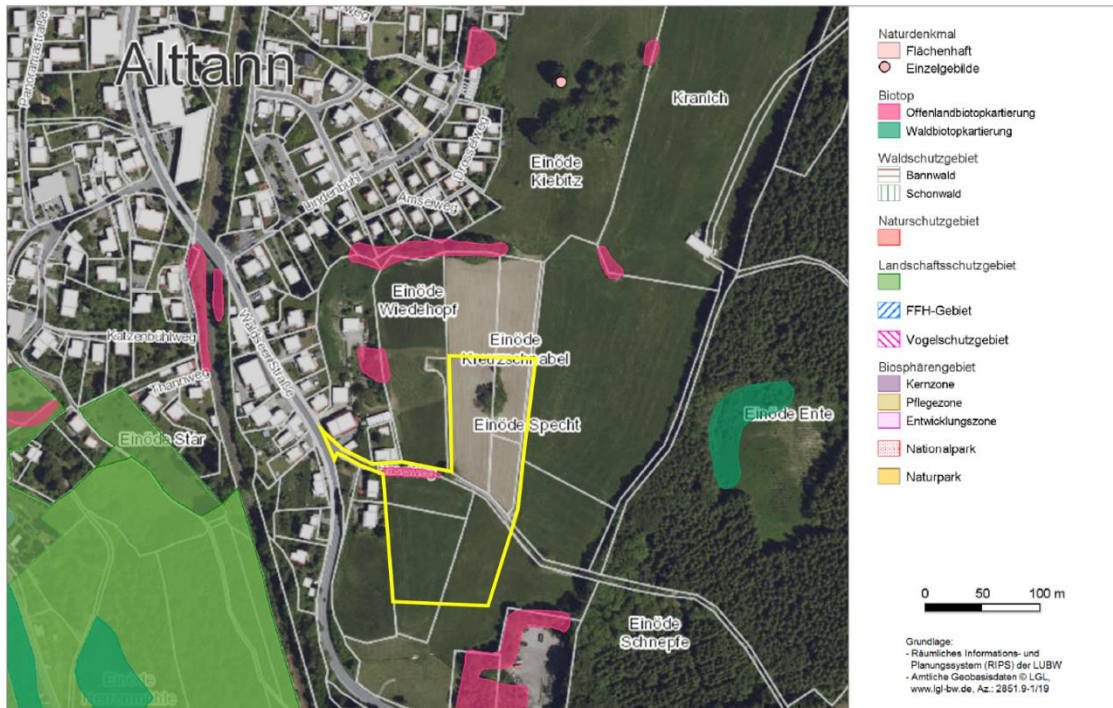 Alttann
Panoramastraße
Drosselweg
Kranich
Einöde
Kiebitz
Lindenbühl
Amselweg
Einöde
Wiedehopf
Waldseer Straße
Katzenbühlweg
Thannweg
Einöde
Kreuzschnabel
Einöde Star
Einöde Specht
Einöde Ente
Einöde
Schnepfe
Einöde
Naturdenkmal
Flächenhaft
Einzelgebilde
Biotop
Offenlandbiotopkartierung
Waldbiotopkartierung
Waldschutzgebiet
Bannwald
Schonwald
Naturschutzgebiet
Landschaftsschutzgebiet
FFH-Gebiet
Vogelschutzgebiet
Biosphärengebiet
Kernzone
Pflegezone
Entwicklungszone
Nationalpark
Naturpark
0 50 100 m
Grundlage:
- Räumliches Informations- und
Planungssystem (RIPS) der LUBW
- Amtliche Geobasisdaten © LGL,
www.lgl-bw.de, Az.: 2851.9-1/19